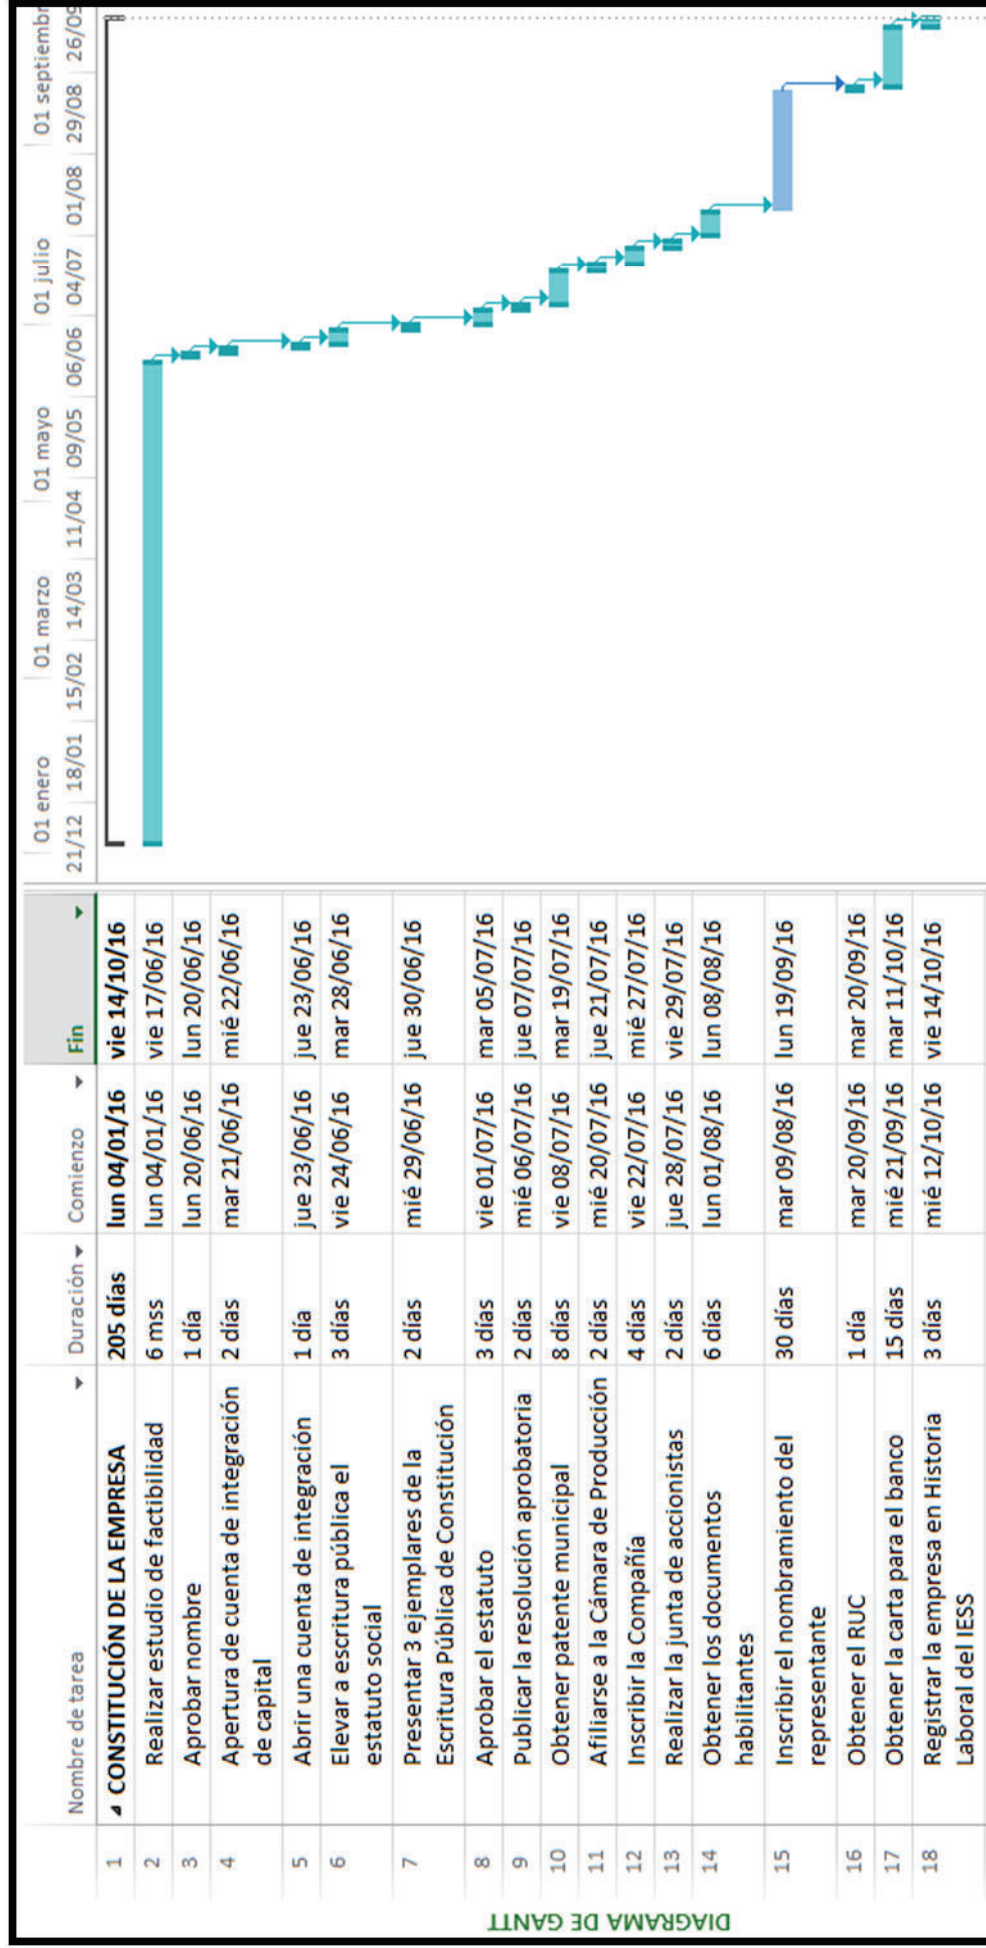 DIAGRAMA DE GANTT
Nombre de tarea Duración Comienzo Fin
01 enero 01 marzo 01 mayo 01 julio 01 septiembr
21/12 18/01 15/02 14/03 11/04 09/05 06/06 04/07 01/08 29/08 26/09
1 CONSTITUCIÓN DE LA EMPRESA 205 días lun 04/01/16 vie 14/10/16
2 Realizar estudio de factibilidad 6 mss lun 04/01/16 vie 17/06/16
3 Aprobar nombre 1 día lun 20/06/16 lun 20/06/16
4 Apertura de cuenta de integración 2 días mar 21/06/16 mié 22/06/16
de capital
5 Abrir una cuenta de integración 1 día jue 23/06/16 jue 23/06/16
6 Elevar a escritura pública el 3 días vie 24/06/16 mar 28/06/16
estatuto social
7 Presentar 3 ejemplares de la 2 días mié 29/06/16 jue 30/06/16
Escritura Pública de Constitución
8 Aprobar el estatuto 3 días vie 01/07/16 mar 05/07/16
9 Publicar la resolución aprobatoria 2 días mié 06/07/16 jue 07/07/16
10 Obtener patente municipal 8 días vie 08/07/16 mar 19/07/16
11 Afiliarse a la Cámara de Producción 2 días mié 20/07/16 jue 21/07/16
12 Inscribir la Compañía 4 días vie 22/07/16 mié 27/07/16
13 Realizar la junta de accionistas 2 días jue 28/07/16 vie 29/07/16
14 Obtener los documentos 6 días lun 01/08/16 lun 08/08/16
habilitantes
15 Inscribir el nombramiento del 30 días mar 09/08/16 lun 19/09/16
representante
16 Obtener el RUC 1 día mar 20/09/16 mar 20/09/16
17 Obtener la carta para el banco 15 días mié 21/09/16 mar 11/10/16
18 Registrar la empresa en Historia 3 días mié 12/10/16 vie 14/10/16
Laboral del IESS